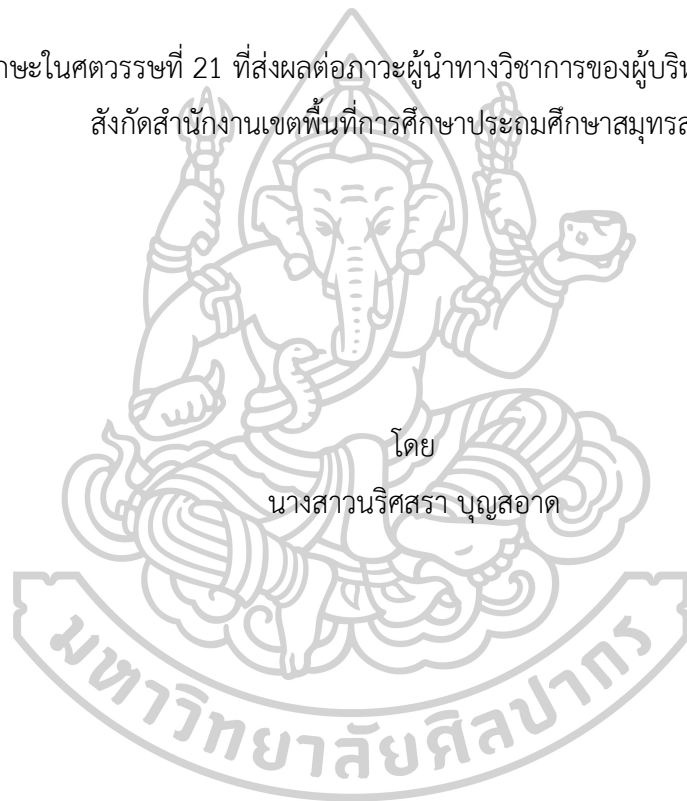 กษะในศตวรรษที่ 21 ที่ส่งผลต่อภาวะผู้นำทางวิชาการของผู้บริห
สังกัดสำนักงานเขตพื้นที่การศึกษาประถมศึกษาสมุทรส
โดย
นางสาวนริศสรา บุญสอาด
มหาวิทยาลัยศิลปากร